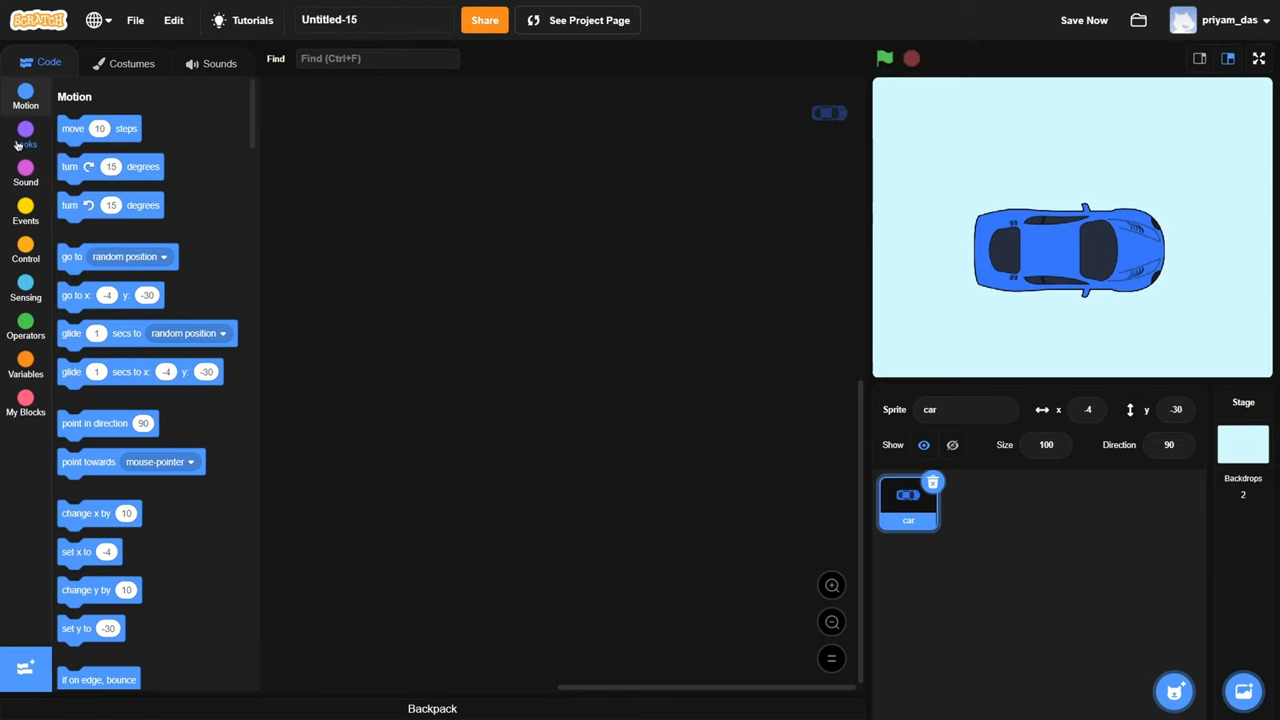 SCRATCH File Edit Tutorials Untitled-15 Share See Project Page Save Now priyam_das
Code Costumes Sounds Find Find (Ctrl+F)
Motion
Looks
Sound
Events
Control
Sensing
Operators
Variables
My Blocks
Motion
move 10 steps
turn 15 degrees
turn 15 degrees
go to random position
go to x: -4 y: -30
glide 1 secs to random position
glide 1 secs to x: -4 y: -30
point in direction 90
point towards mouse-pointer
change x by 10
set x to -4
change y by 10
set y to -30
if on edge, bounce
Backpack
Sprite car x -4 y -30
Show Size 100 Direction 90
car
Stage
Backdrops
2